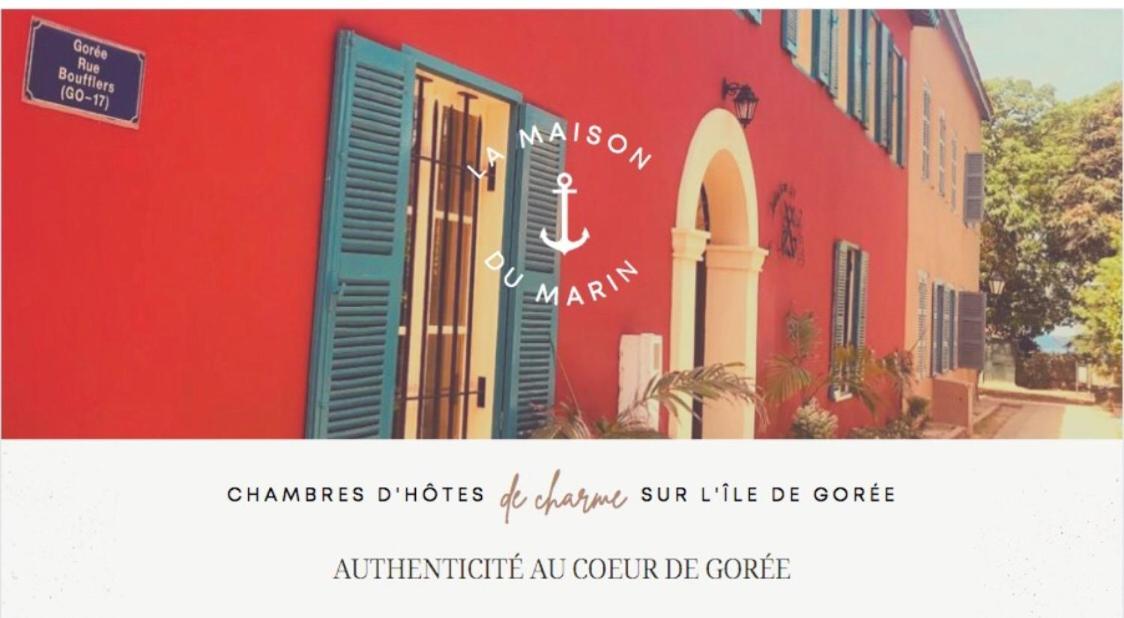 Gorée
Rue
Boufflers
(GO-17)
LA MAISON
DU MARIN
CHAMBRES D'HÔTES de charme SUR L'ÎLE DE GORÉE
AUTHENTICITÉ AU COEUR DE GORÉE